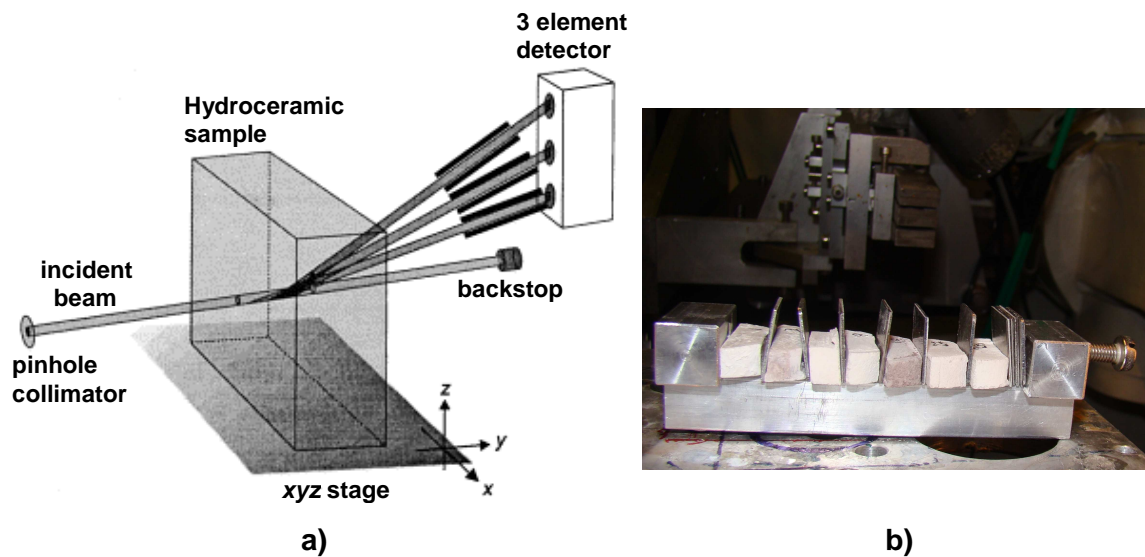 3 element
detector
Hydroceramic
sample
incident
beam
backstop
pinhole
collimator
z
y
x
xyz stage
a)
b)